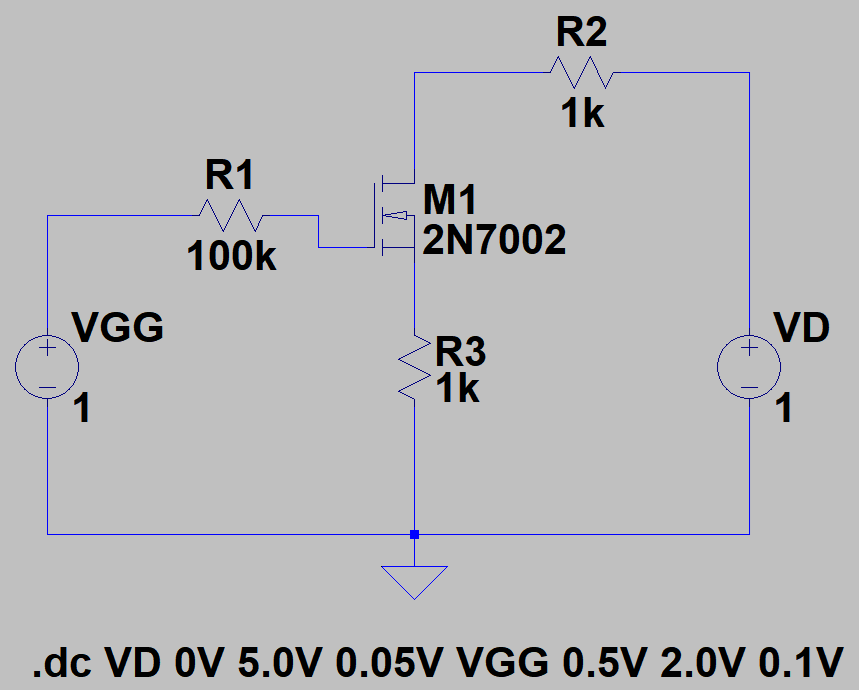 R2
1k
R1
100k
M1
2N7002
VGG
1
R3
1k
VD
1
.dc VD 0V 5.0V 0.05V VGG 0.5V 2.0V 0.1V